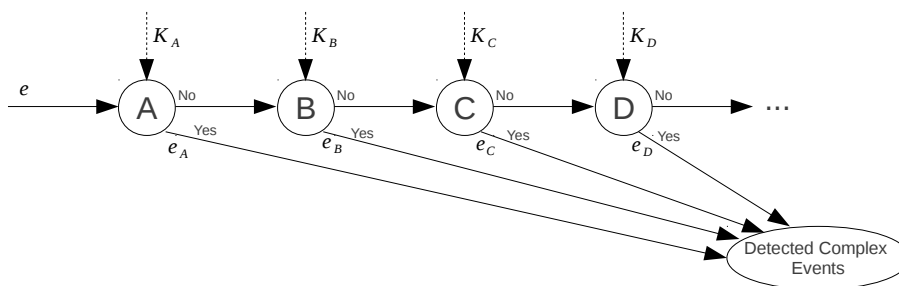 K_A K_B K_C K_D
e
A No B No C No D No ...
Yes Yes Yes Yes
e_A e_B e_C e_D
Detected Complex
Events